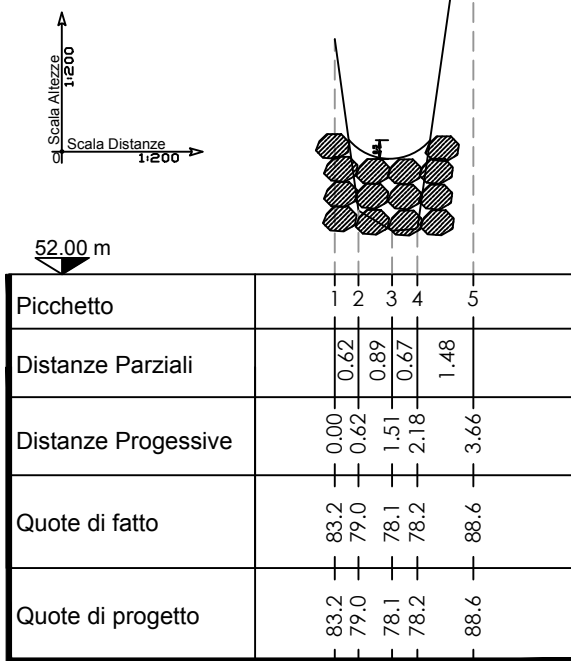 Scala Altezze
1:200
0
Scala Distanze
1:200
52.00 m
Picchetto 1 2 3 4 5
Distanze Parziali 0.62 0.89 0.67 1.48
Distanze Progessive 0.00 0.62 1.51 2.18 3.66
Quote di fatto 83.2 79.0 78.1 78.2 88.6
Quote di progetto 83.2 79.0 78.1 78.2 88.6